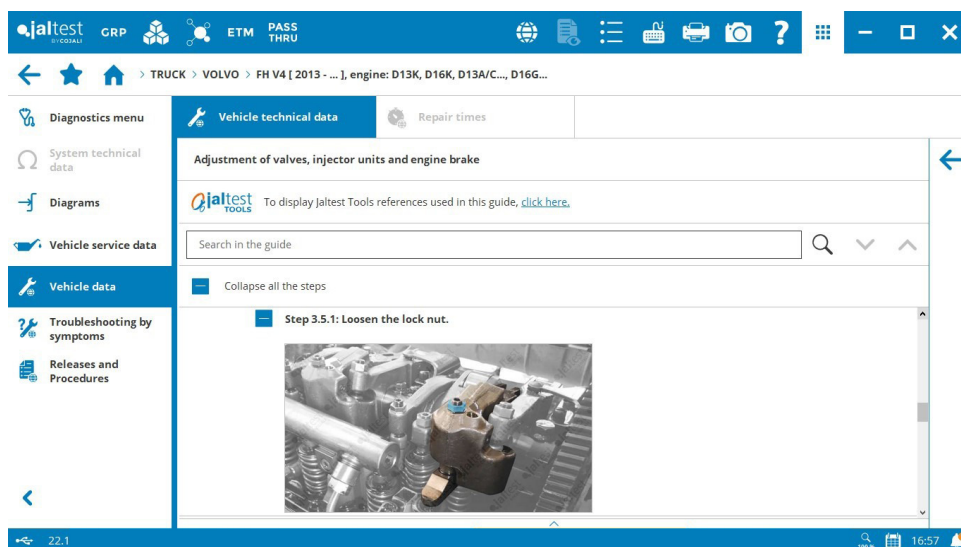 jaltest GRP ETM PASS
BY COJALI THRU
> TRUCK > VOLVO > FH V4 [ 2013 - ... ], engine: D13K, D16K, D13A/C..., D16G...
Diagnostics menu
System technical
data
Diagrams
Vehicle service data
Vehicle data
Troubleshooting by
symptoms
Releases and
Procedures
Vehicle technical data
Repair times
Adjustment of valves, injector units and engine brake
jaltest
TOOLS
To display Jaltest Tools references used in this guide, click here.
Search in the guide
Collapse all the steps
Step 3.5.1: Loosen the lock nut.
22.1
100 %
16:57